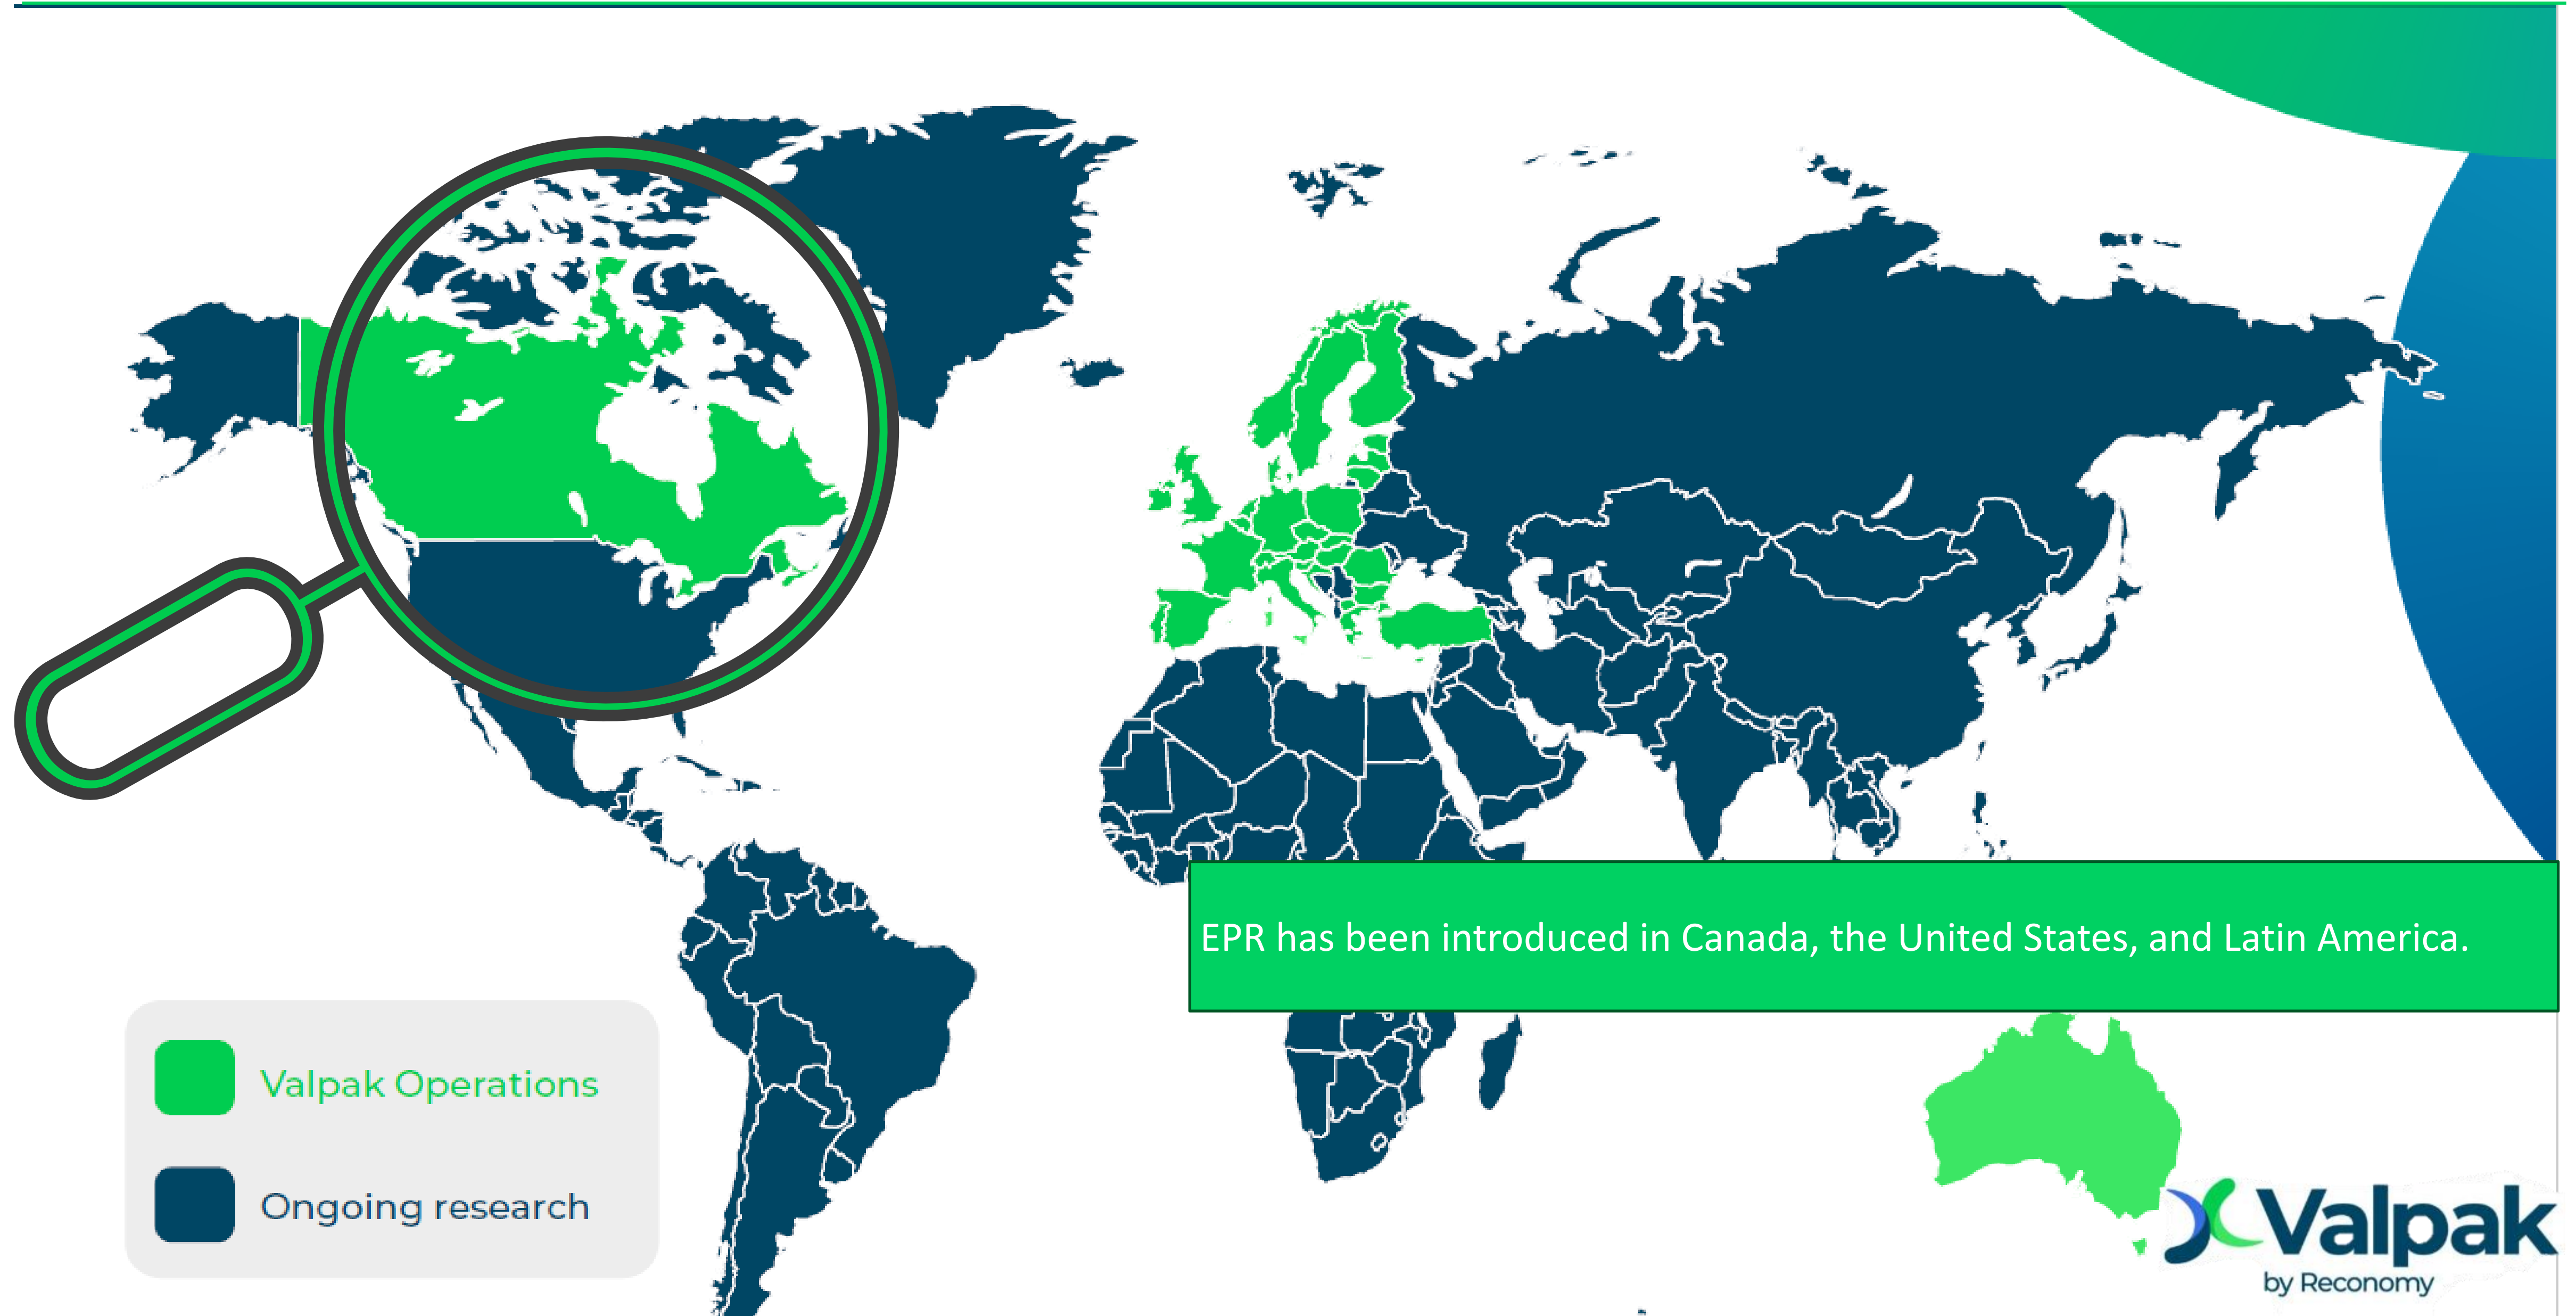 EPR has been introduced in Canada, the United States, and Latin America.
Valpak Operations
Ongoing research
Valpak
by Reconomy